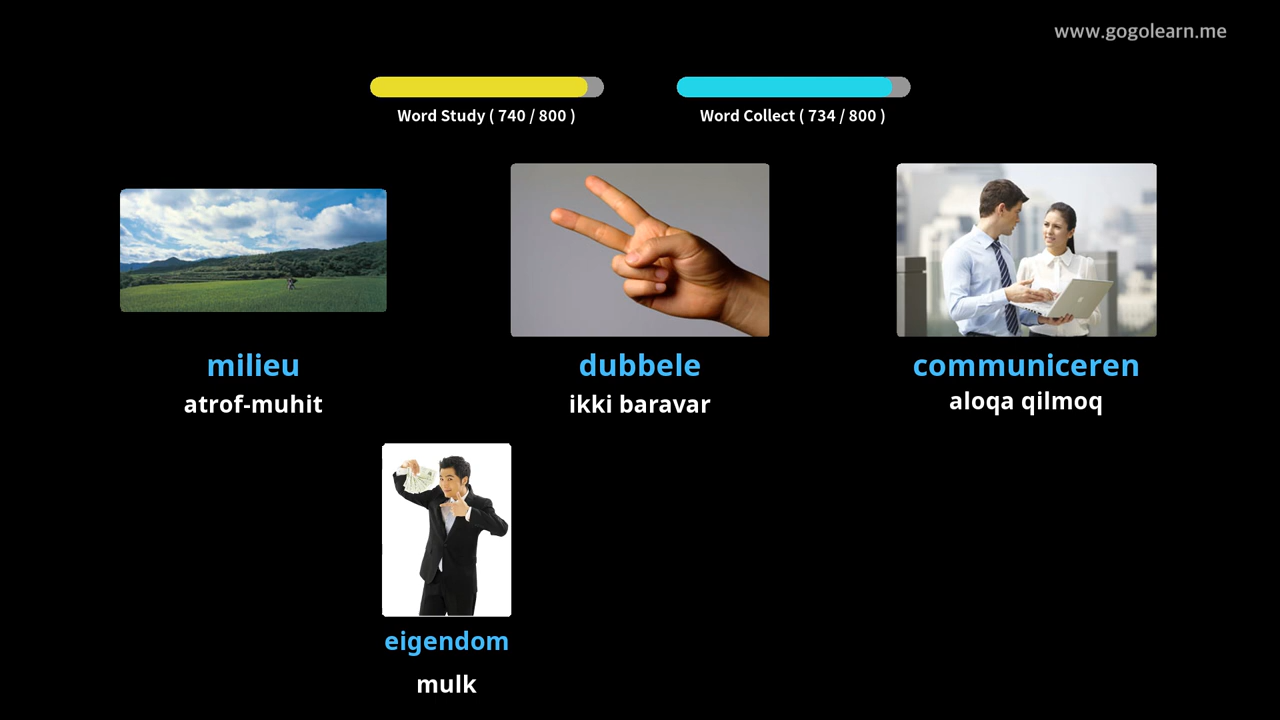 www.gogolearn.me
Word Study ( 740 / 800 )
Word Collect ( 734 / 800 )
milieu
atrof-muhit
dubbele
ikki baravar
communiceren
aloqa qilmoq
eigendom
mulk